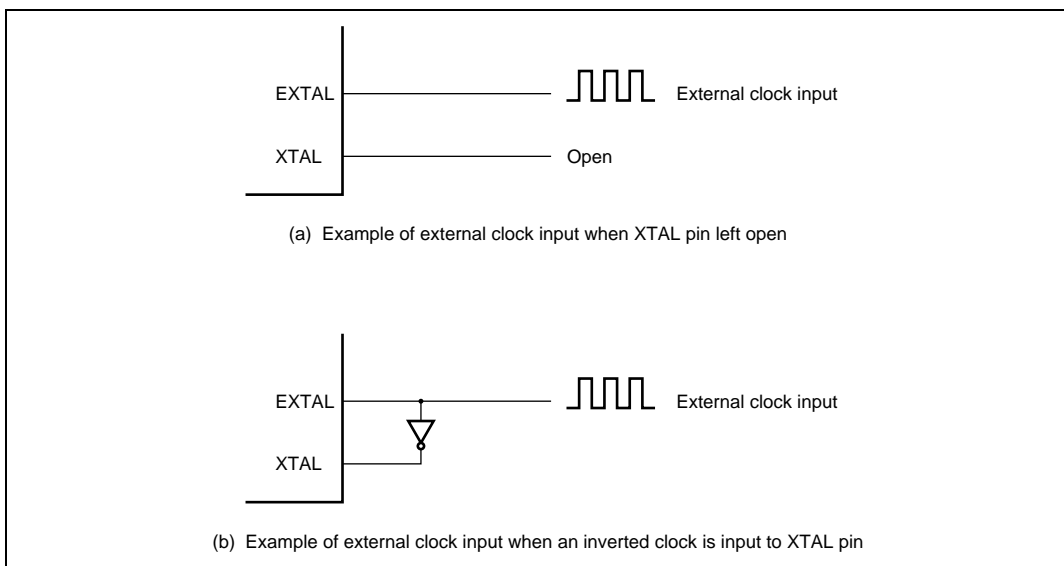 EXTAL
External clock input
XTAL
Open
(a) Example of external clock input when XTAL pin left open
EXTAL
External clock input
XTAL
(b) Example of external clock input when an inverted clock is input to XTAL pin